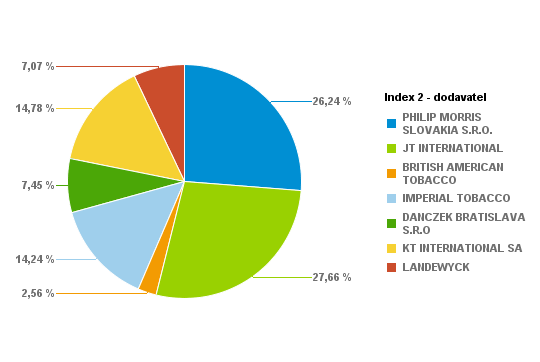 7,07 %
14,78 %
7,45 %
14,24 %
2,56 %
26,24 %
27,66 %
Index 2 - dodavatel
PHILIP MORRIS
SLOVAKIA S.R.O.
JT INTERNATIONAL
BRITISH AMERICAN
TOBACCO
IMPERIAL TOBACCO
DANCZEK BRATISLAVA
S.R.O
KT INTERNATIONAL SA
LANDEWYCK